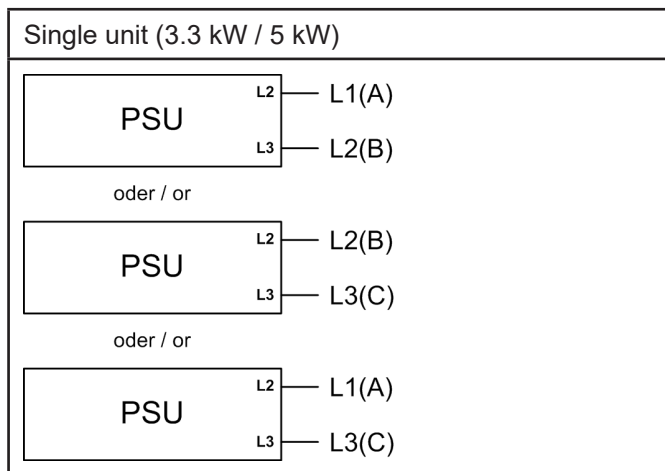 Single unit (3.3 kW / 5 kW)
PSU
L2
L1(A)
L3
L2(B)
oder / or
PSU
L2
L2(B)
L3
L3(C)
oder / or
PSU
L2
L1(A)
L3
L3(C)